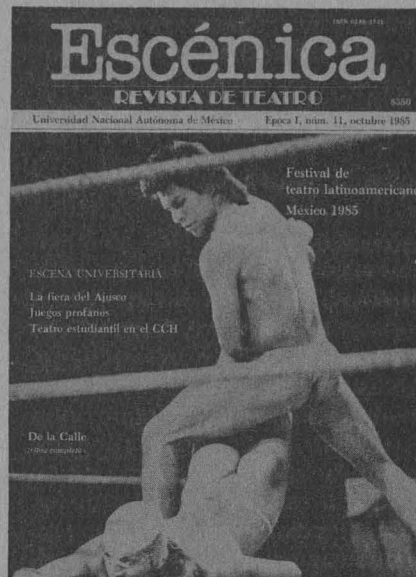 Escénica
REVISTA DE TEATRO
$350
Universidad Nacional Autónoma de México
Epoca I, núm. 11, octubre 1985
Festival de
teatro latinoamericano
México 1985
ESCENA UNIVERSITARIA
La fiera del Ajusco
Juegos profanos
Teatro estudiantil en el CCH
De la Calle